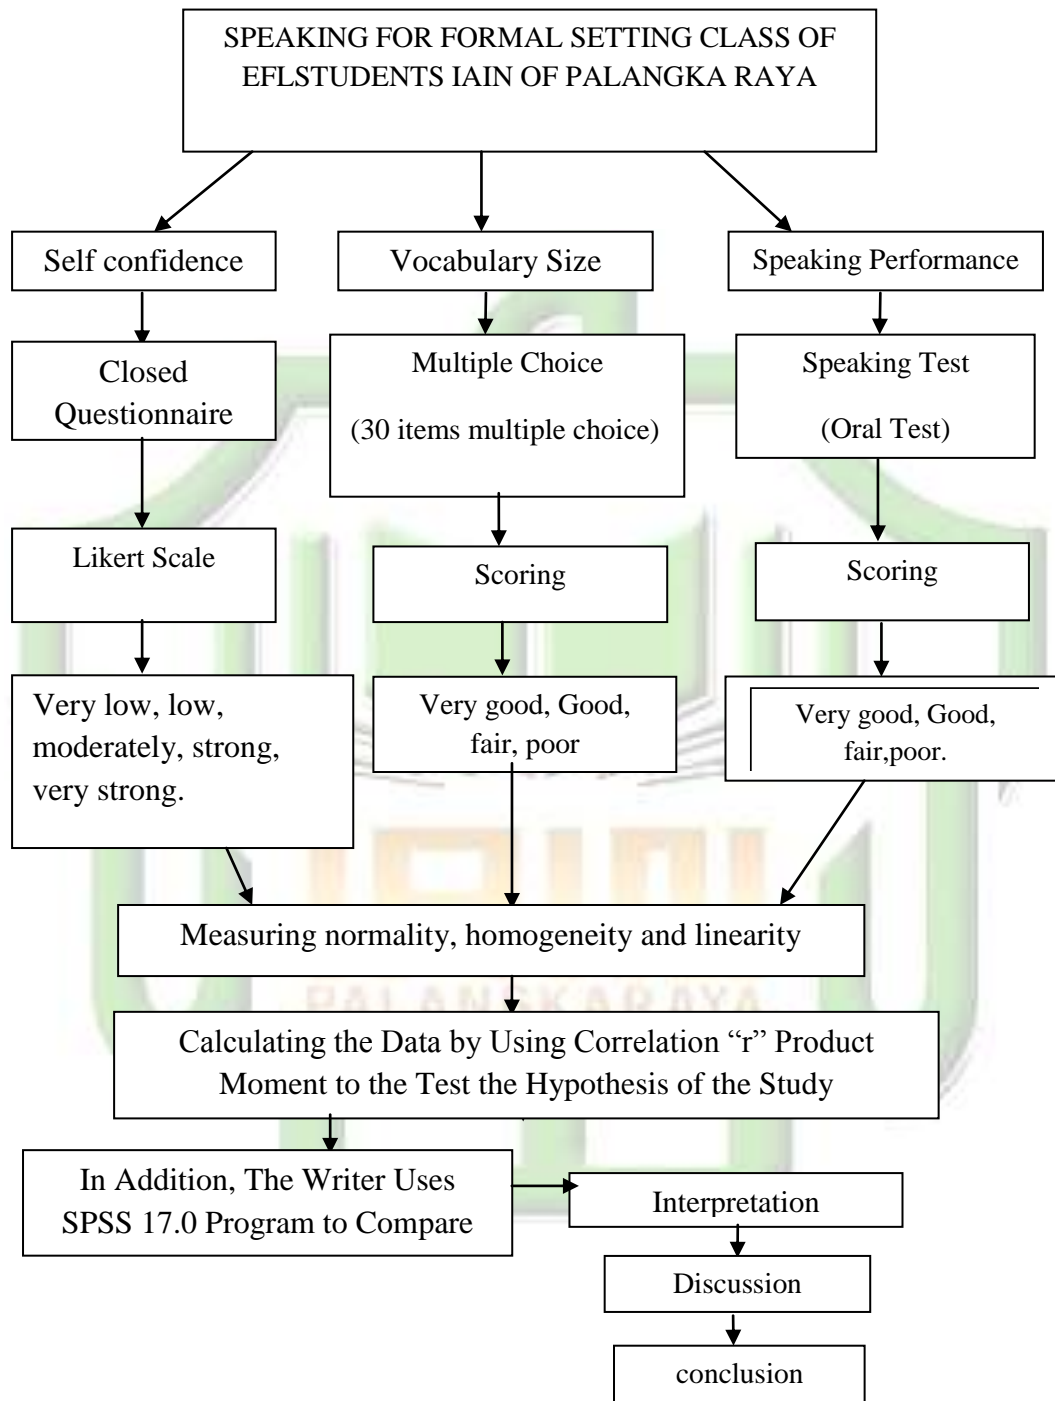 SPEAKING FOR FORMAL SETTING CLASS OF
EFLSTUDENTS IAIN OF PALANGKA RAYA
Self confidence
Vocabulary Size
Speaking Performance
Closed
Questionnaire
Multiple Choice
(30 items multiple choice)
Speaking Test
(Oral Test)
Likert Scale
Scoring
Scoring
Very low, low,
moderately, strong,
very strong.
Very good, Good,
fair, poor
Very good, Good,
fair,poor.
Measuring normality, homogeneity and linearity
PALANGKARAYA
Calculating the Data by Using Correlation “r” Product
Moment to the Test the Hypothesis of the Study
In Addition, The Writer Uses
SPSS 17.0 Program to Compare
Interpretation
Discussion
conclusion